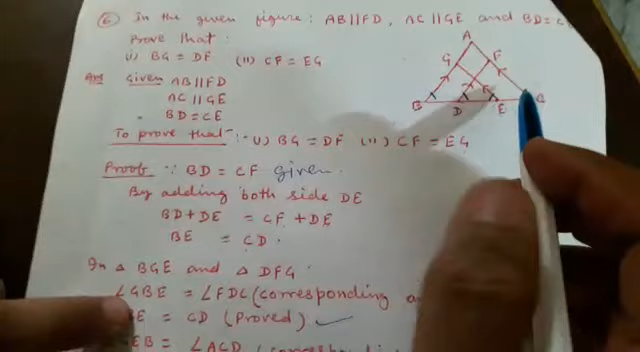 6 In the given figure: AB || FD, AC || GE and BD = C
Prove that:
(i) BG = DF (ii) CF = EG
Ans Given AB || FD
AC || GE
BD = CE
To prove that :- (i) BG = DF (ii) CF = EG
Proof ∵ BD = CF given.
By adding both side DE
BD + DE = CF + DE
BE = CD
In △ BGE and △ DFG
∠GBE = ∠FDC (corresponding
E = CD (Proved)
EB = ∠ACD
A
G
F
B
D
E